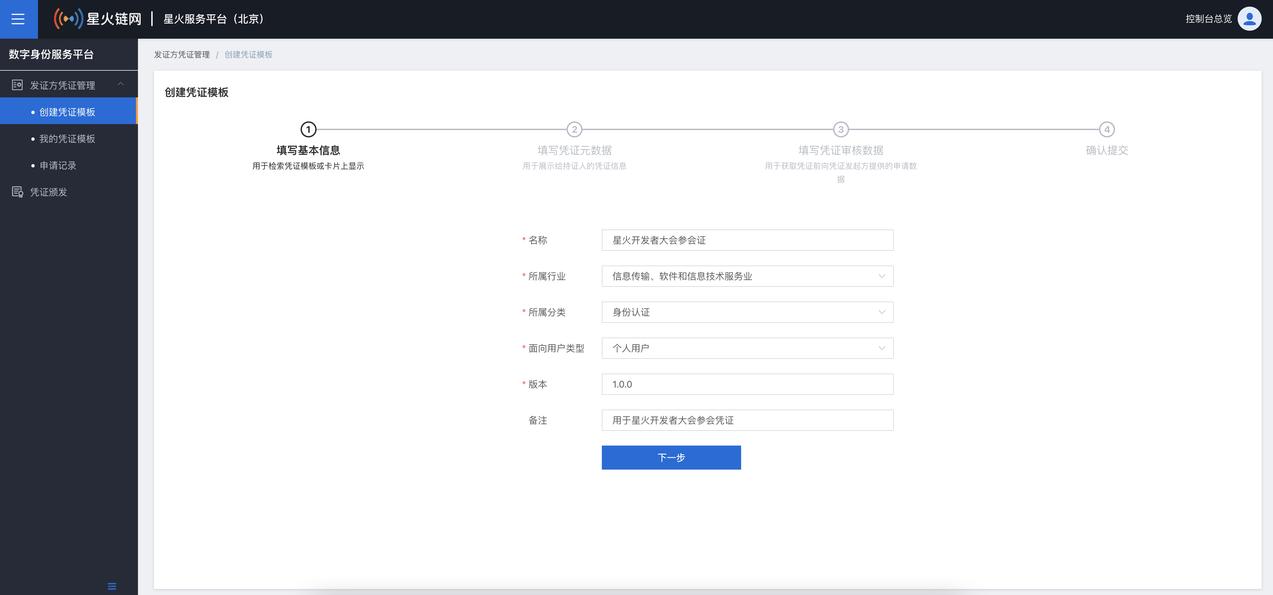 星火链网 | 星火服务平台（北京）
控制台总览
数字身份服务平台
发证方凭证管理
创建凭证模板
我的凭证模板
申请记录
凭证颁发
发证方凭证管理 / 创建凭证模板
创建凭证模板
1
填写基本信息
用于检索凭证模板或卡片上显示
2
填写凭证元数据
用于展示给持证人的凭证信息
3
填写凭证审核数据
用于获取凭证前向凭证发起方提供的申请数
据
4
确认提交
* 名称 星火开发者大会参会证
* 所属行业 信息传输、软件和信息技术服务业
* 所属分类 身份认证
* 面向用户类型 个人用户
* 版本 1.0.0
备注 用于星火开发者大会参会凭证
下一步